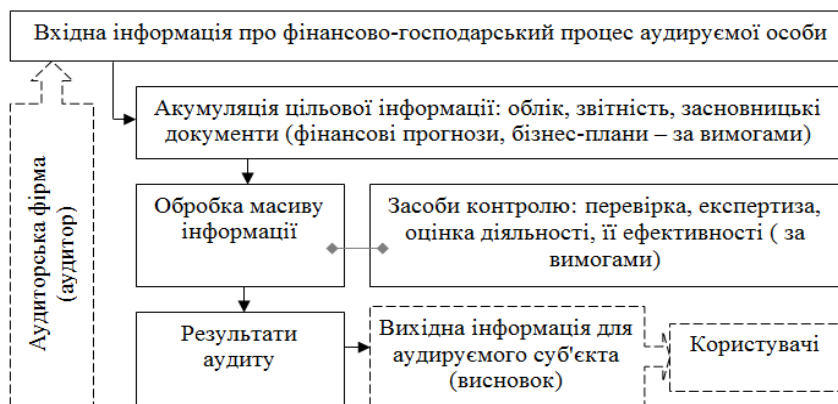 Вхідна інформація про фінансово-господарський процес аудируємої особи
Акумуляція цільової інформації: облік, звітність, засновницькі
документи (фінансові прогнози, бізнес-плани – за вимогами)
Аудиторська фірма
(аудитор)
Обробка масиву
інформації
Засоби контролю: перевірка, експертиза,
оцінка діяльності, її ефективності ( за
вимогами)
Результати
аудиту
Вихідна інформація для
аудируємого суб'єкта
(висновок)
Користувачі